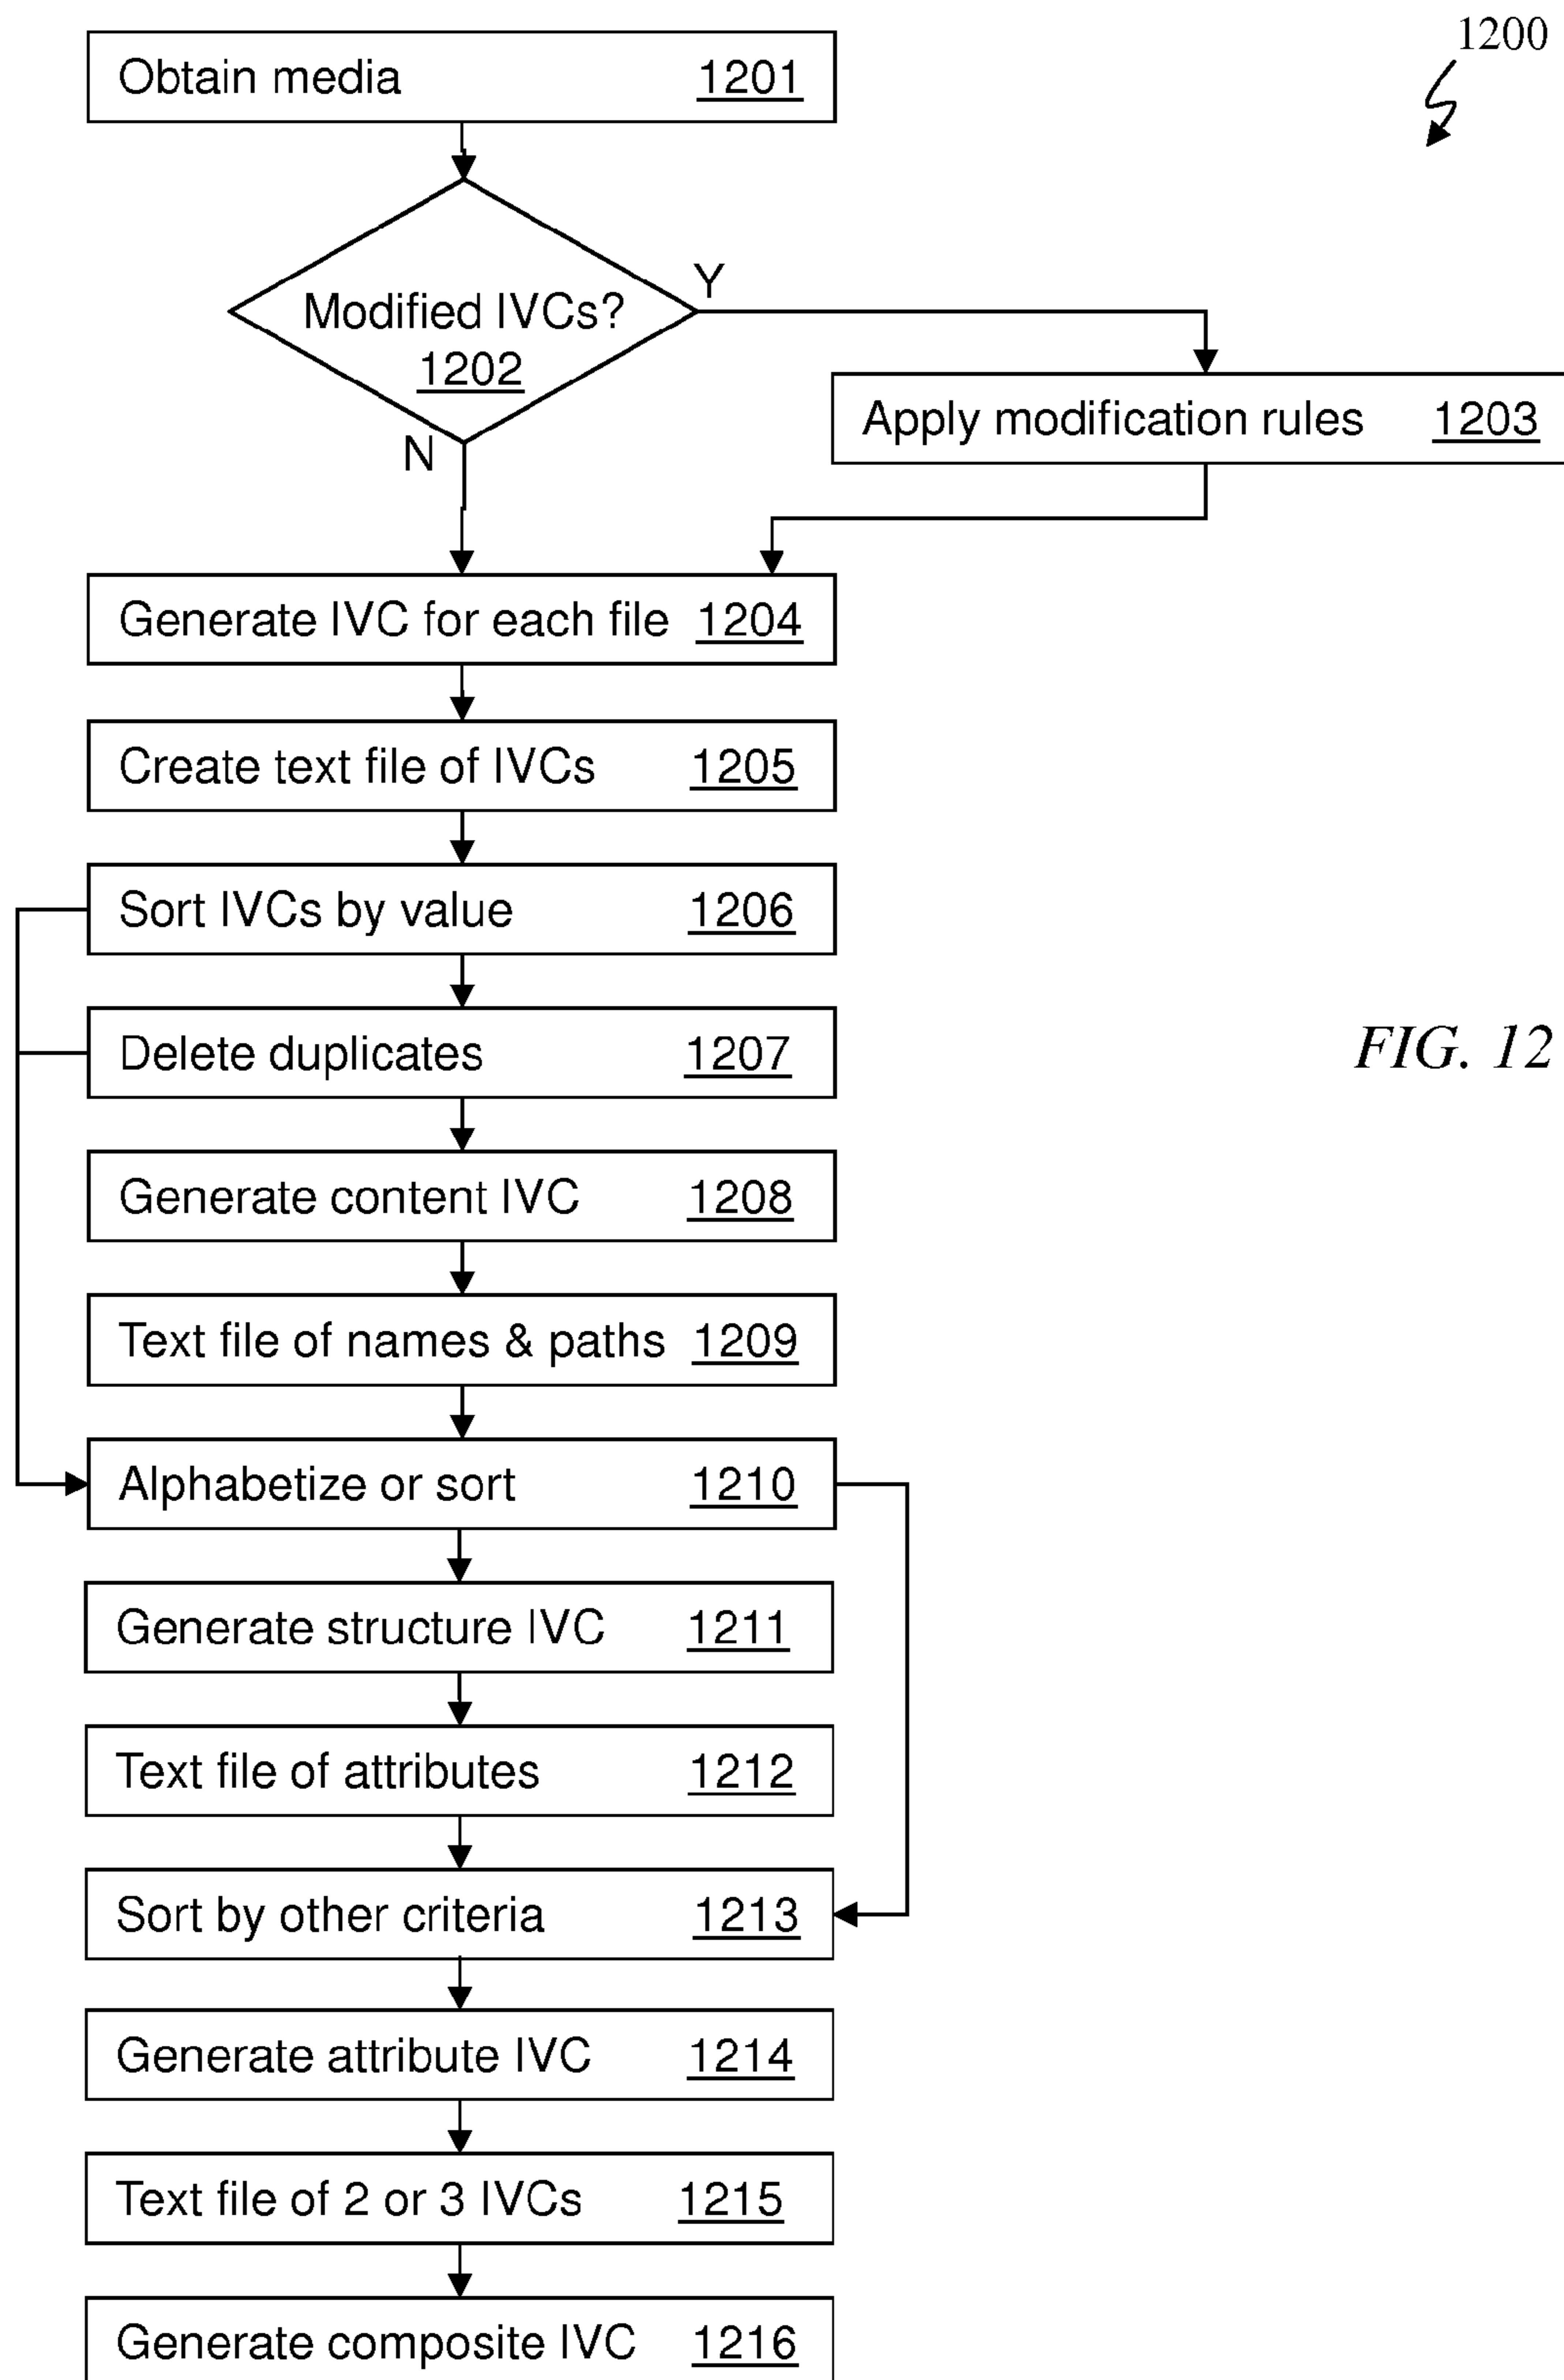 1200
Obtain media 1201
Modified IVCs?
1202
Y
N
Apply modification rules 1203
Generate IVC for each file 1204
Create text file of IVCs 1205
Sort IVCs by value 1206
Delete duplicates 1207
FIG. 12
Generate content IVC 1208
Text file of names & paths 1209
Alphabetize or sort 1210
Generate structure IVC 1211
Text file of attributes 1212
Sort by other criteria 1213
Generate attribute IVC 1214
Text file of 2 or 3 IVCs 1215
Generate composite IVC 1216